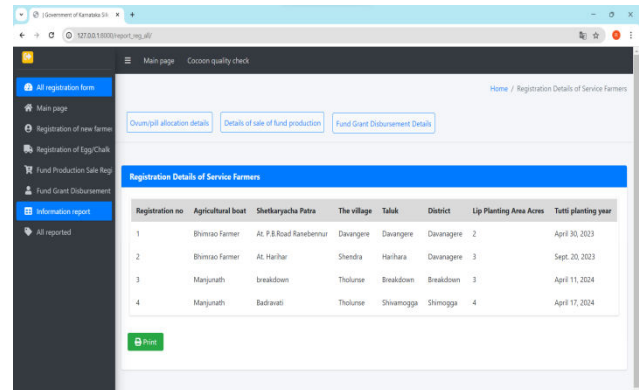 | Government of Karnataka Silk
127.0.0.1:8000/report_reg_all/
Main page Cocoon quality check
All registration form
Main page
Registration of new farmer
Registration of Egg/Chalk
Fund Production Sale Regi
Fund Grant Disbursement
Information report
All reported
Home / Registration Details of Service Farmers
Ovum/pill allocation details Details of sale of fund production Fund Grant Disbursement Details
Registration Details of Service Farmers
Registration no Agricultural boat Shetkaryacha Patra The village Taluk District Lip Planting Area Acres Tutti planting year
1 Bhimrao Farmer At. P.B.Road Ranebennur Davangere Davangere Davanagere 2 April 30, 2023
2 Bhimrao Farmer At. Harihar Shendra Harihara Davanagere 3 Sept. 20, 2023
3 Manjunath breakdown Tholunse Breakdown Breakdown 3 April 11, 2024
4 Manjunath Badravati Tholunse Shivamogga Shimogga 4 April 17, 2024
Print